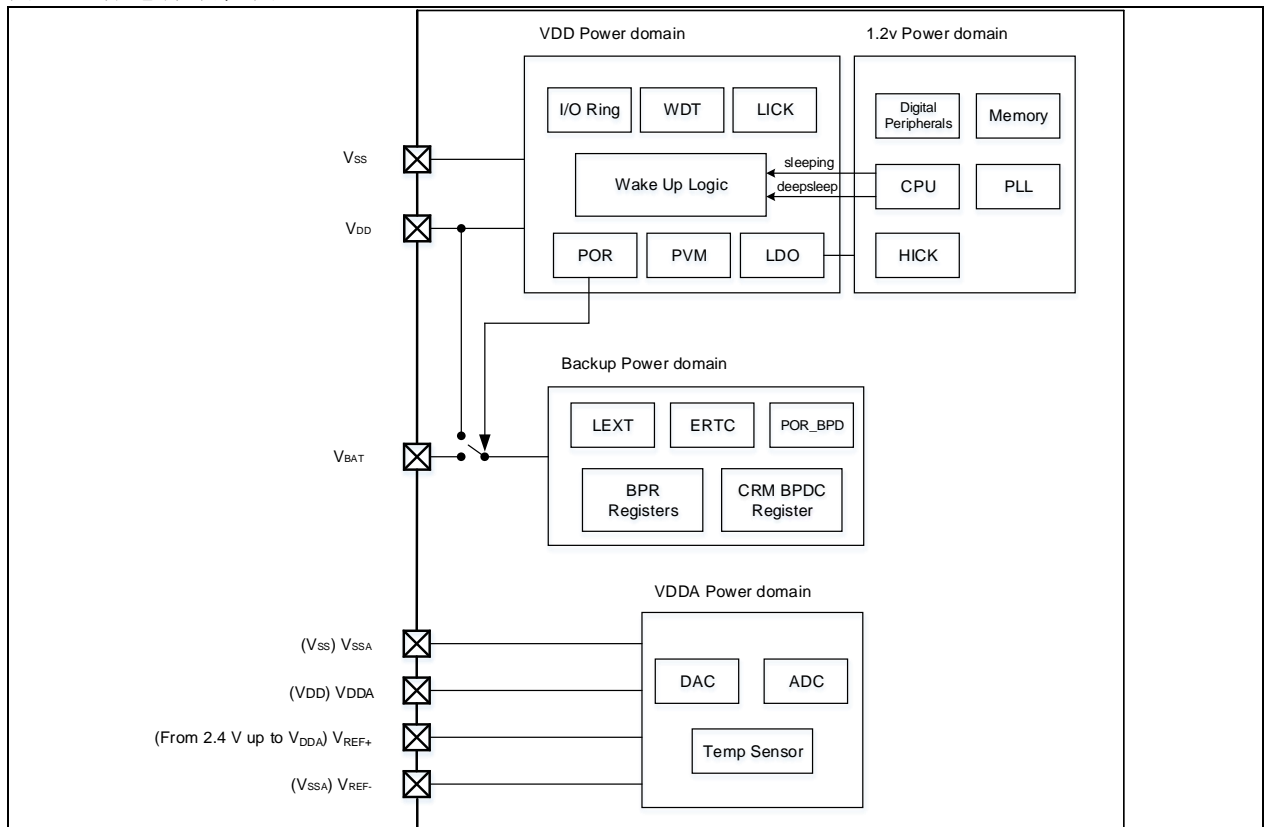 VDD Power domain
1.2v Power domain
I/O Ring
WDT
LICK
Digital
Peripherals
Memory
VSS
sleeping
Wake Up Logic
deepsleep
CPU
PLL
VDD
POR
PVM
LDO
HICK
Backup Power domain
LEXT
ERTC
POR_BPD
VBAT
BPR
Registers
CRM BPDC
Register
VDDA Power domain
(VSS) VSSA
DAC
ADC
(VDD) VDDA
(From 2.4 V up to VDDA) VREF+
Temp Sensor
(VSSA) VREF-